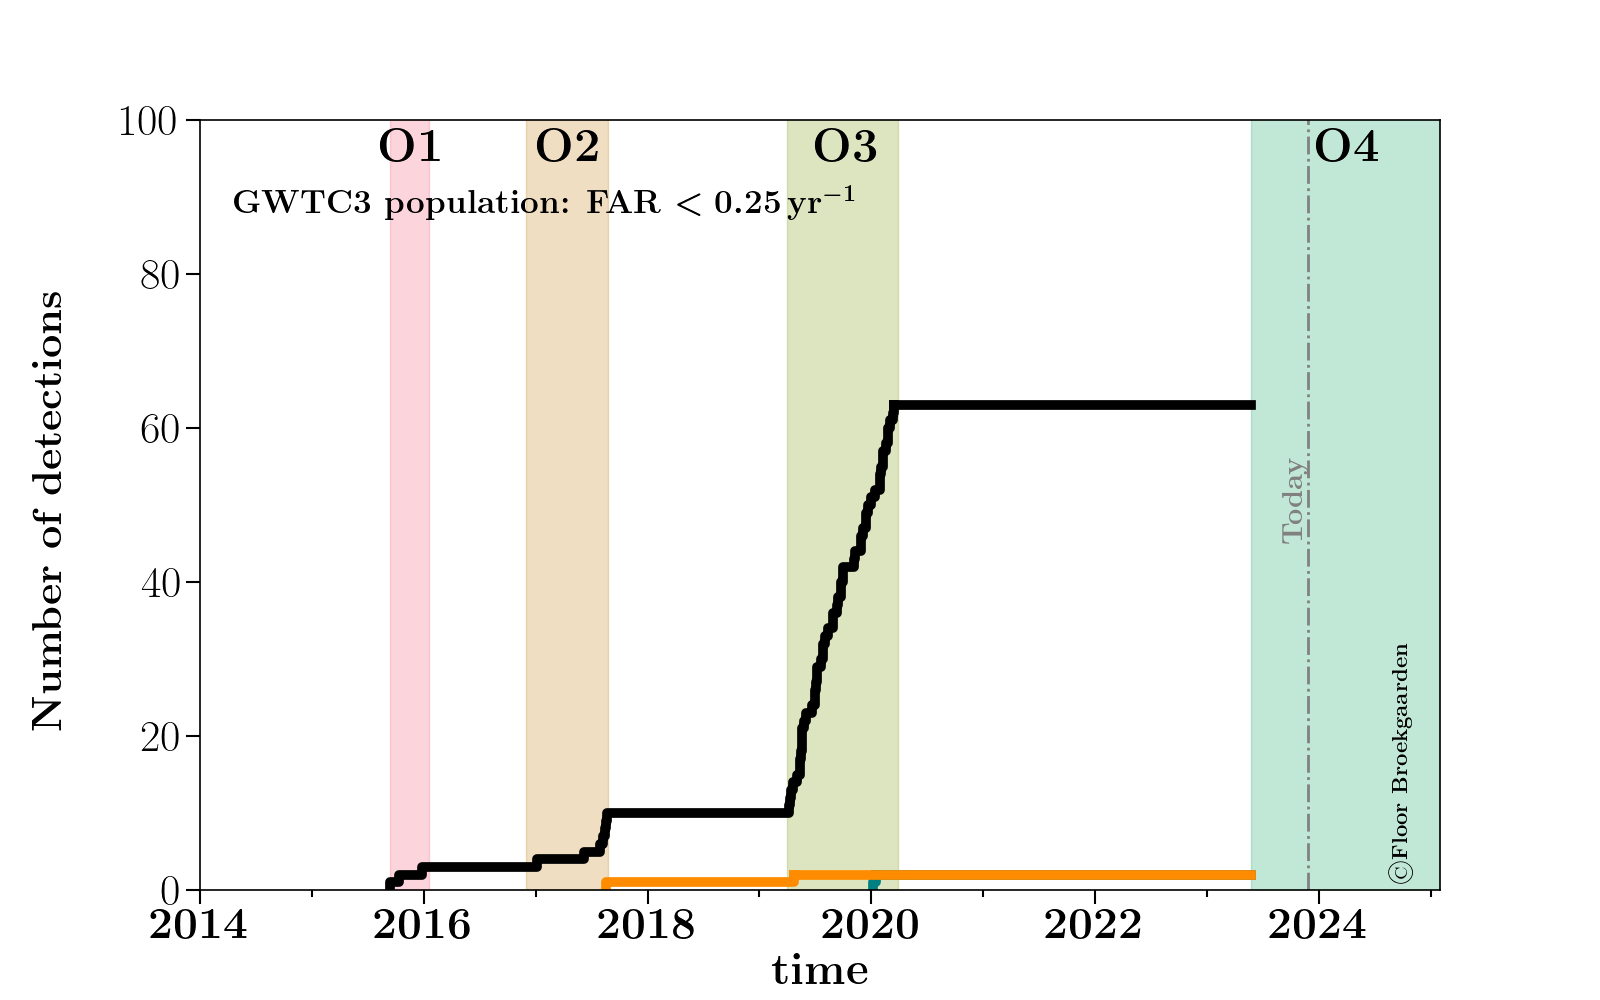 O1 O2 O3 O4
GWTC3 population: FAR < 0.25 yr⁻¹
100
80
60
40
20
0
Number of detections
Today
©Floor Broekgaarden
2014 2016 2018 2020 2022 2024
time